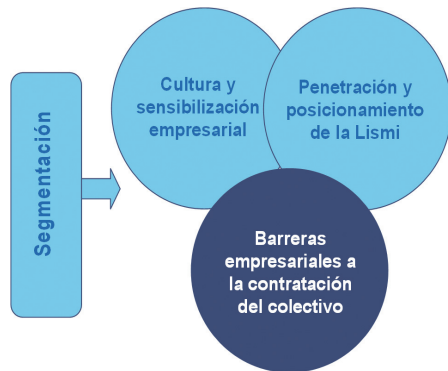 Segmentación
Cultura y
sensibilización
empresarial
Penetración y
posicionamiento
de la Lismi
Barreras
empresariales a
la contratación
del colectivo